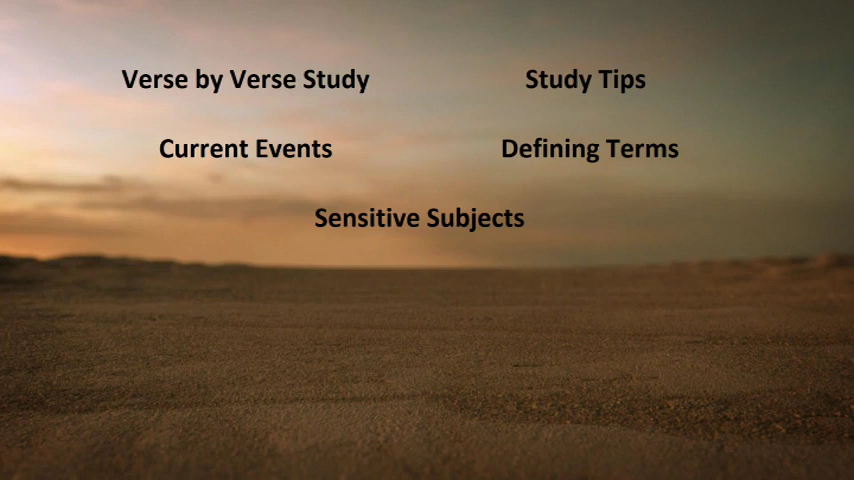 Verse by Verse Study
Study Tips
Current Events
Defining Terms
Sensitive Subjects